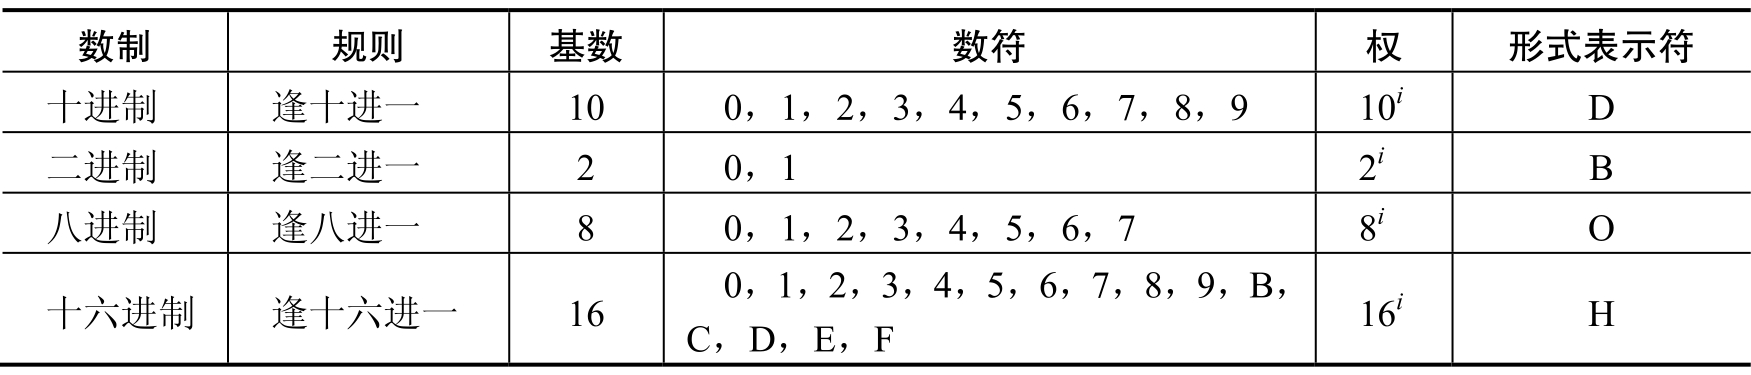 数制 规则 基数 数符 权 形式表示符
十进制 逢十进一 10 0，1，2，3，4，5，6，7，8，9 10^i D
二进制 逢二进一 2 0，1 2^i B
八进制 逢八进一 8 0，1，2，3，4，5，6，7 8^i O
十六进制 逢十六进一 16 0，1，2，3，4，5，6，7，8，9，B，
C，D，E，F 16^i H